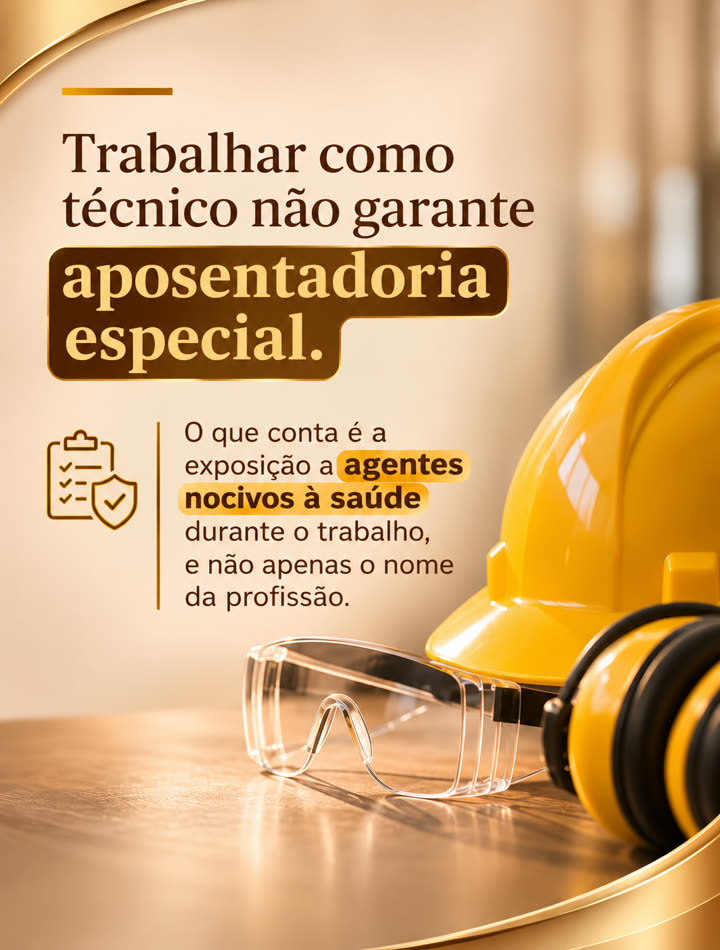 Trabalhar como
técnico não garante
aposentadoria
especial.
O que conta é a
exposição a agentes
nocivos à saúde
durante o trabalho,
e não apenas o nome
da profissão.